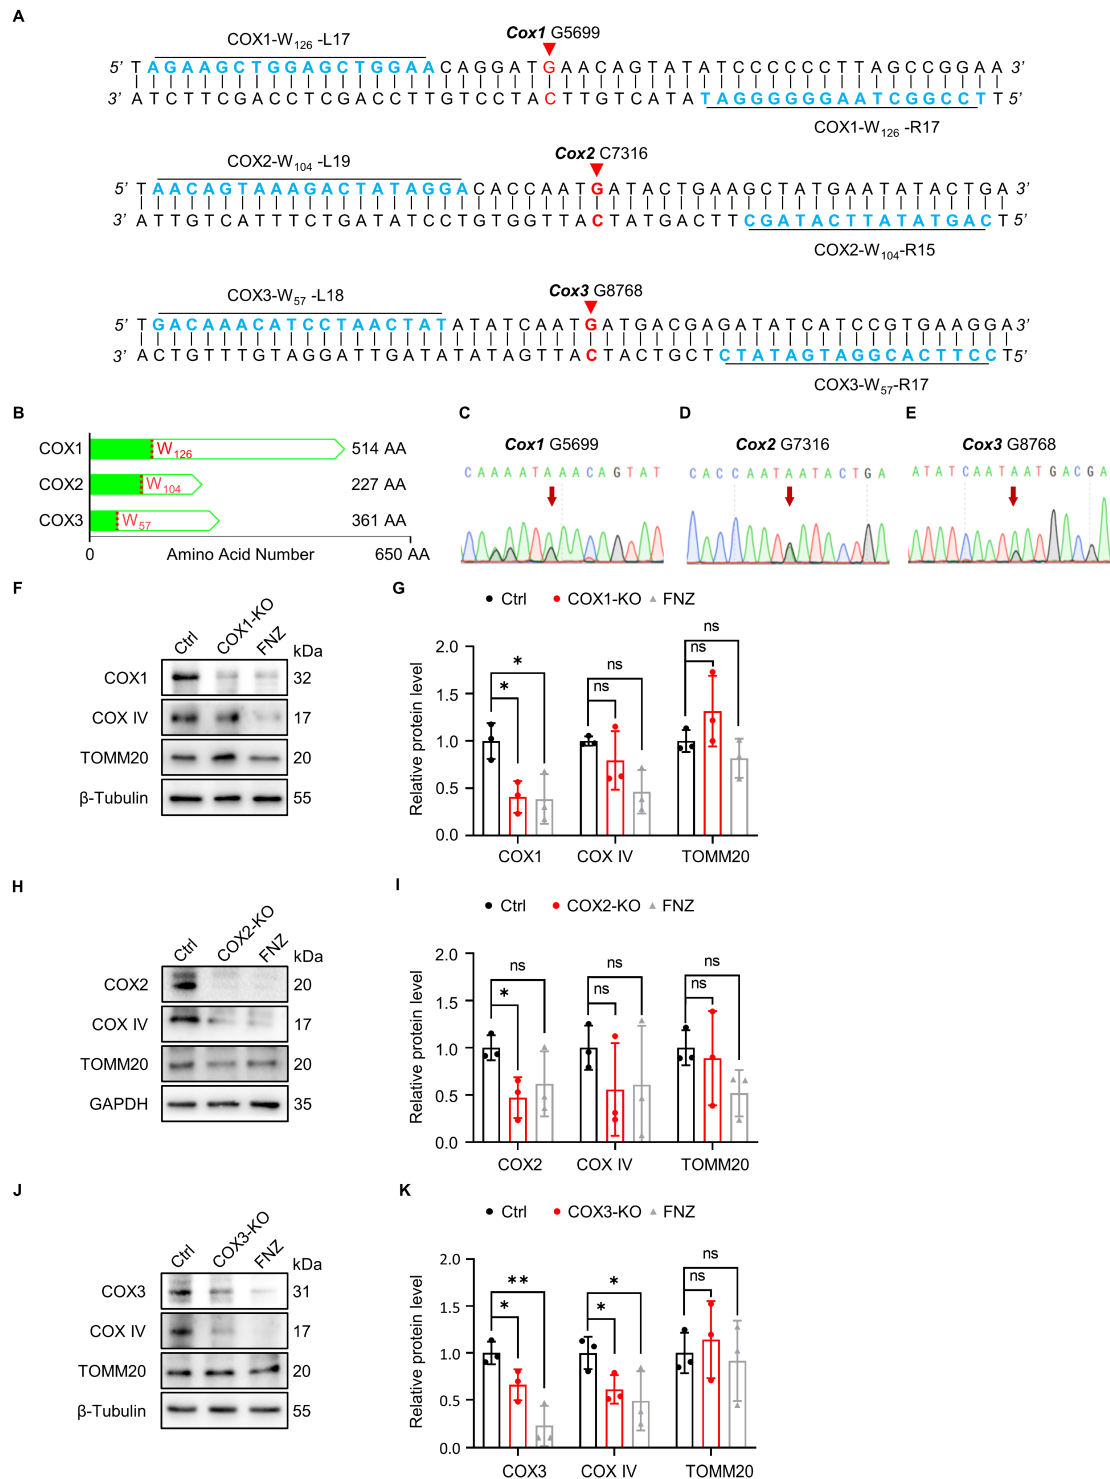 A
COX1-W126 -L17
Cox1 G5699
5' TAGAAGCTGGAGCTGGAACAGGATGAACAGTATATCCCCCCTTAGCCGGAA 3'
3' ATCTTCGACCTCGACCTTGTCCTACTTGTCATATAGGGGGGAATCGGCCTT 5'
COX1-W126 -R17
COX2-W104 -L19
Cox2 C7316
5' TAACAGTAAAGACTATAGGACACCAATGATACTGAAGCTATGAATATACTGA 3'
3' ATTGTCATTTCTGATATCCTGTGGTTACTATGACTTCGATACTTATATGACT 5'
COX2-W104-R15
COX3-W57 -L18
Cox3 G8768
5' TGACAAACATCCTAACTATATATCAATGATGACGAGATATCATCCGTGAAGGA 3'
3' ACTGTTTGTAGGATTGATATATAGTTACTACTGCTCTATAGTAGGCACTTCCT 5'
COX3-W57-R17
B
COX1 W126 514 AA
COX2 W104 227 AA
COX3 W57 361 AA
0 Amino Acid Number 650 AA
C
Cox1 G5699
CAAAATAAACAGTAT
D
Cox2 G7316
CACCAATAATACTGA
E
Cox3 G8768
ATATCAATAATGACGA
F
Ctrl COX1-KO FNZ kDa
COX1 32
COX IV 17
TOMM20 20
β-Tubulin 55
G
Ctrl COX1-KO FNZ
Relative protein level
2.0
1.5
1.0
0.5
0.0
* *
ns ns
ns ns
COX1 COX IV TOMM20
H
Ctrl COX2-KO FNZ kDa
COX2 20
COX IV 17
TOMM20 20
GAPDH 35
I
Ctrl COX2-KO FNZ
Relative protein level
2.0
1.5
1.0
0.5
0.0
* ns
ns ns
ns ns
COX2 COX IV TOMM20
J
Ctrl COX3-KO FNZ kDa
COX3 31
COX IV 17
TOMM20 20
β-Tubulin 55
K
Ctrl COX3-KO FNZ
Relative protein level
2.0
1.5
1.0
0.5
0.0
* **
* *
ns ns
COX3 COX IV TOMM20